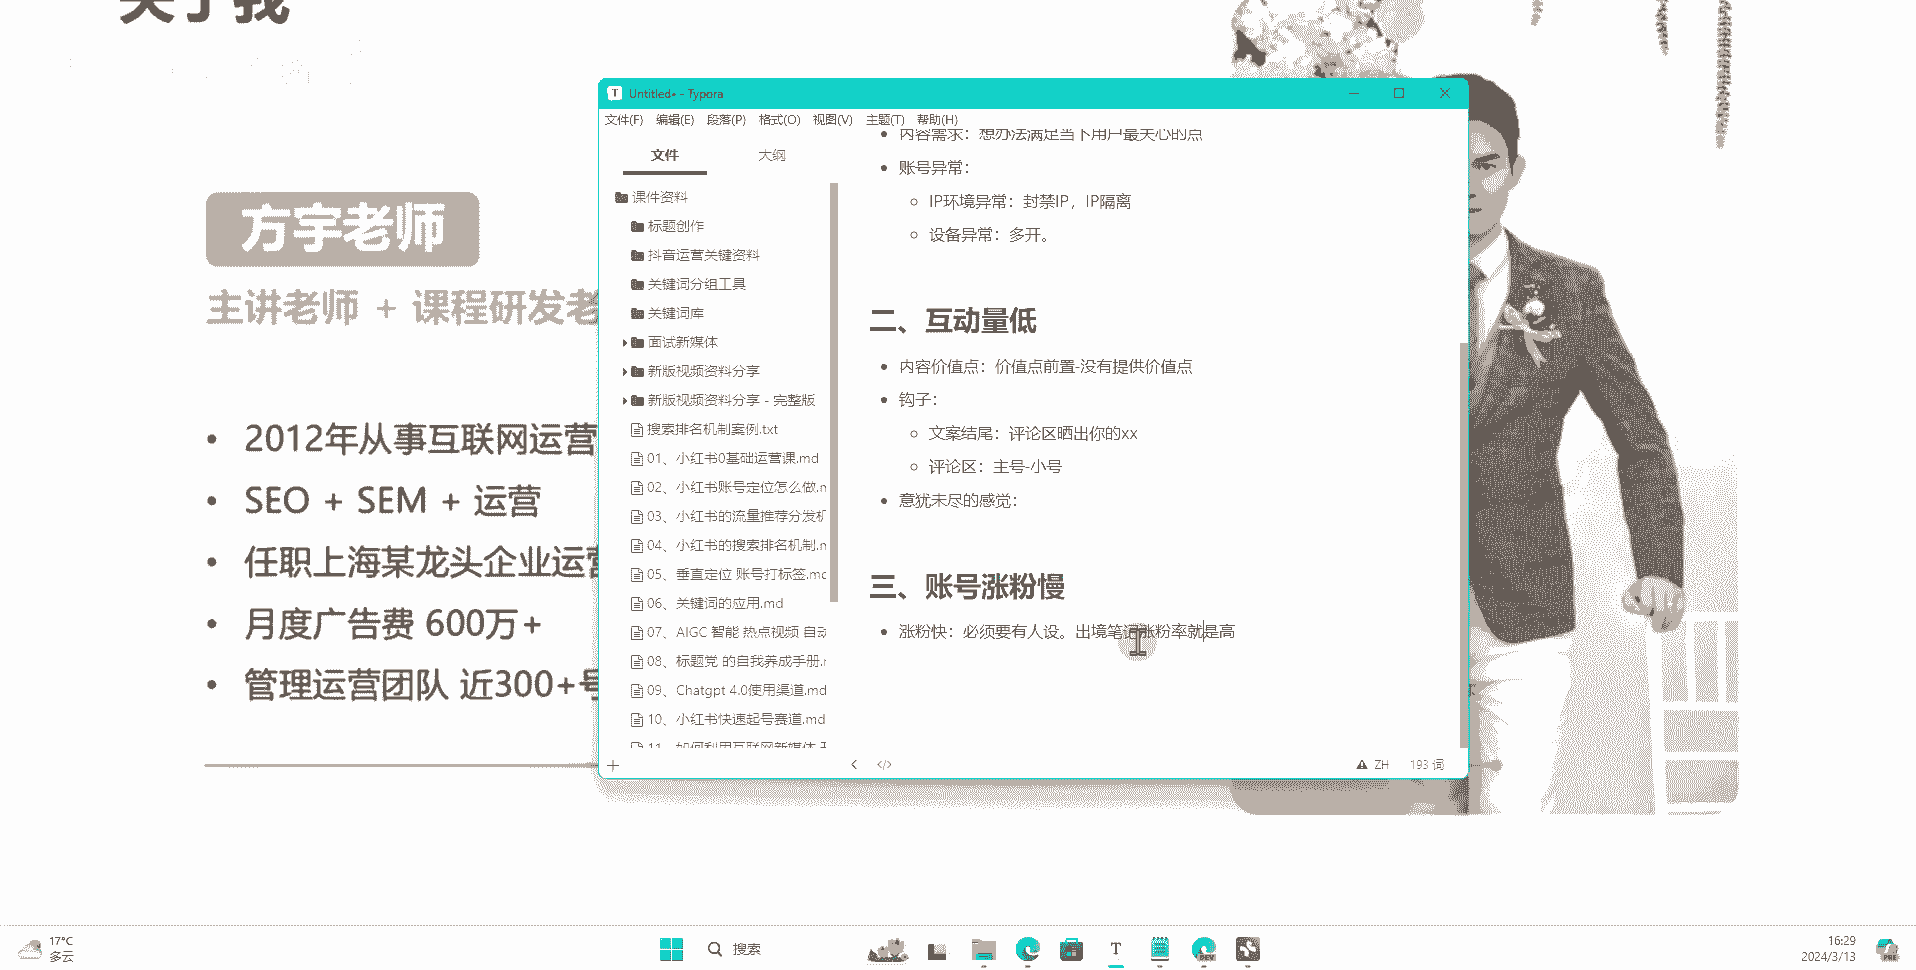 关于我
方宇老师
主讲老师 + 课程研发老
2012年从事互联网运营
SEO + SEM + 运营
任职上海某龙头企业运营
月度广告费 600万+
管理运营团队 近300+号
Untitled• - Typora
文件(F) 编辑(E) 段落(P) 格式(O) 视图(V) 主题(T) 帮助(H)
文件 大纲
课件资料
标题创作
抖音运营关键资料
关键词分组工具
关键词库
面试新媒体
新版视频资料分享
新版视频资料分享 - 完整版
搜索排名机制案例.txt
01、小红书0基础运营课.md
02、小红书账号定位怎么做.m
03、小红书的流量推荐分发机
04、小红书的搜索排名机制.m
05、垂直定位 账号打标签.md
06、关键词的应用.md
07、AIGC 智能 热点视频 自动
08、标题党 的自我养成手册.m
09、Chatgpt 4.0使用渠道.md
10、小红书快速起号赛道.md
11、如何利用互联网新媒体
内容需求：想办法满足当下用户最关心的点
账号异常：
IP环境异常：封禁IP，IP隔离
设备异常：多开。
二、互动量低
内容价值点：价值点前置-没有提供价值点
钩子：
文案结尾：评论区晒出你的xx
评论区：主号-小号
意犹未尽的感觉：
三、账号涨粉慢
涨粉快：必须要有人设。出境笔记涨粉率就是高
ZH 193 词
17°C
多云
搜索
DEV
16:29
2024/3/13
PRE